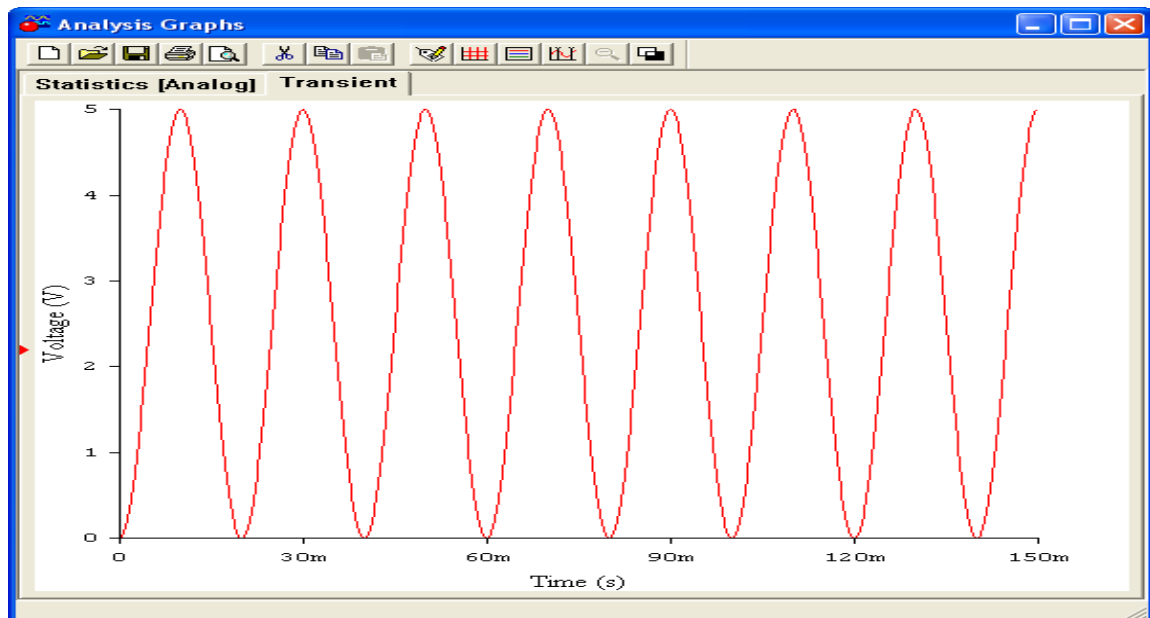 Analysis Graphs
Statistics [Analog] Transient
5
4
3
2
1
0
Voltage (V)
0 30m 60m 90m 120m 150m
Time (s)